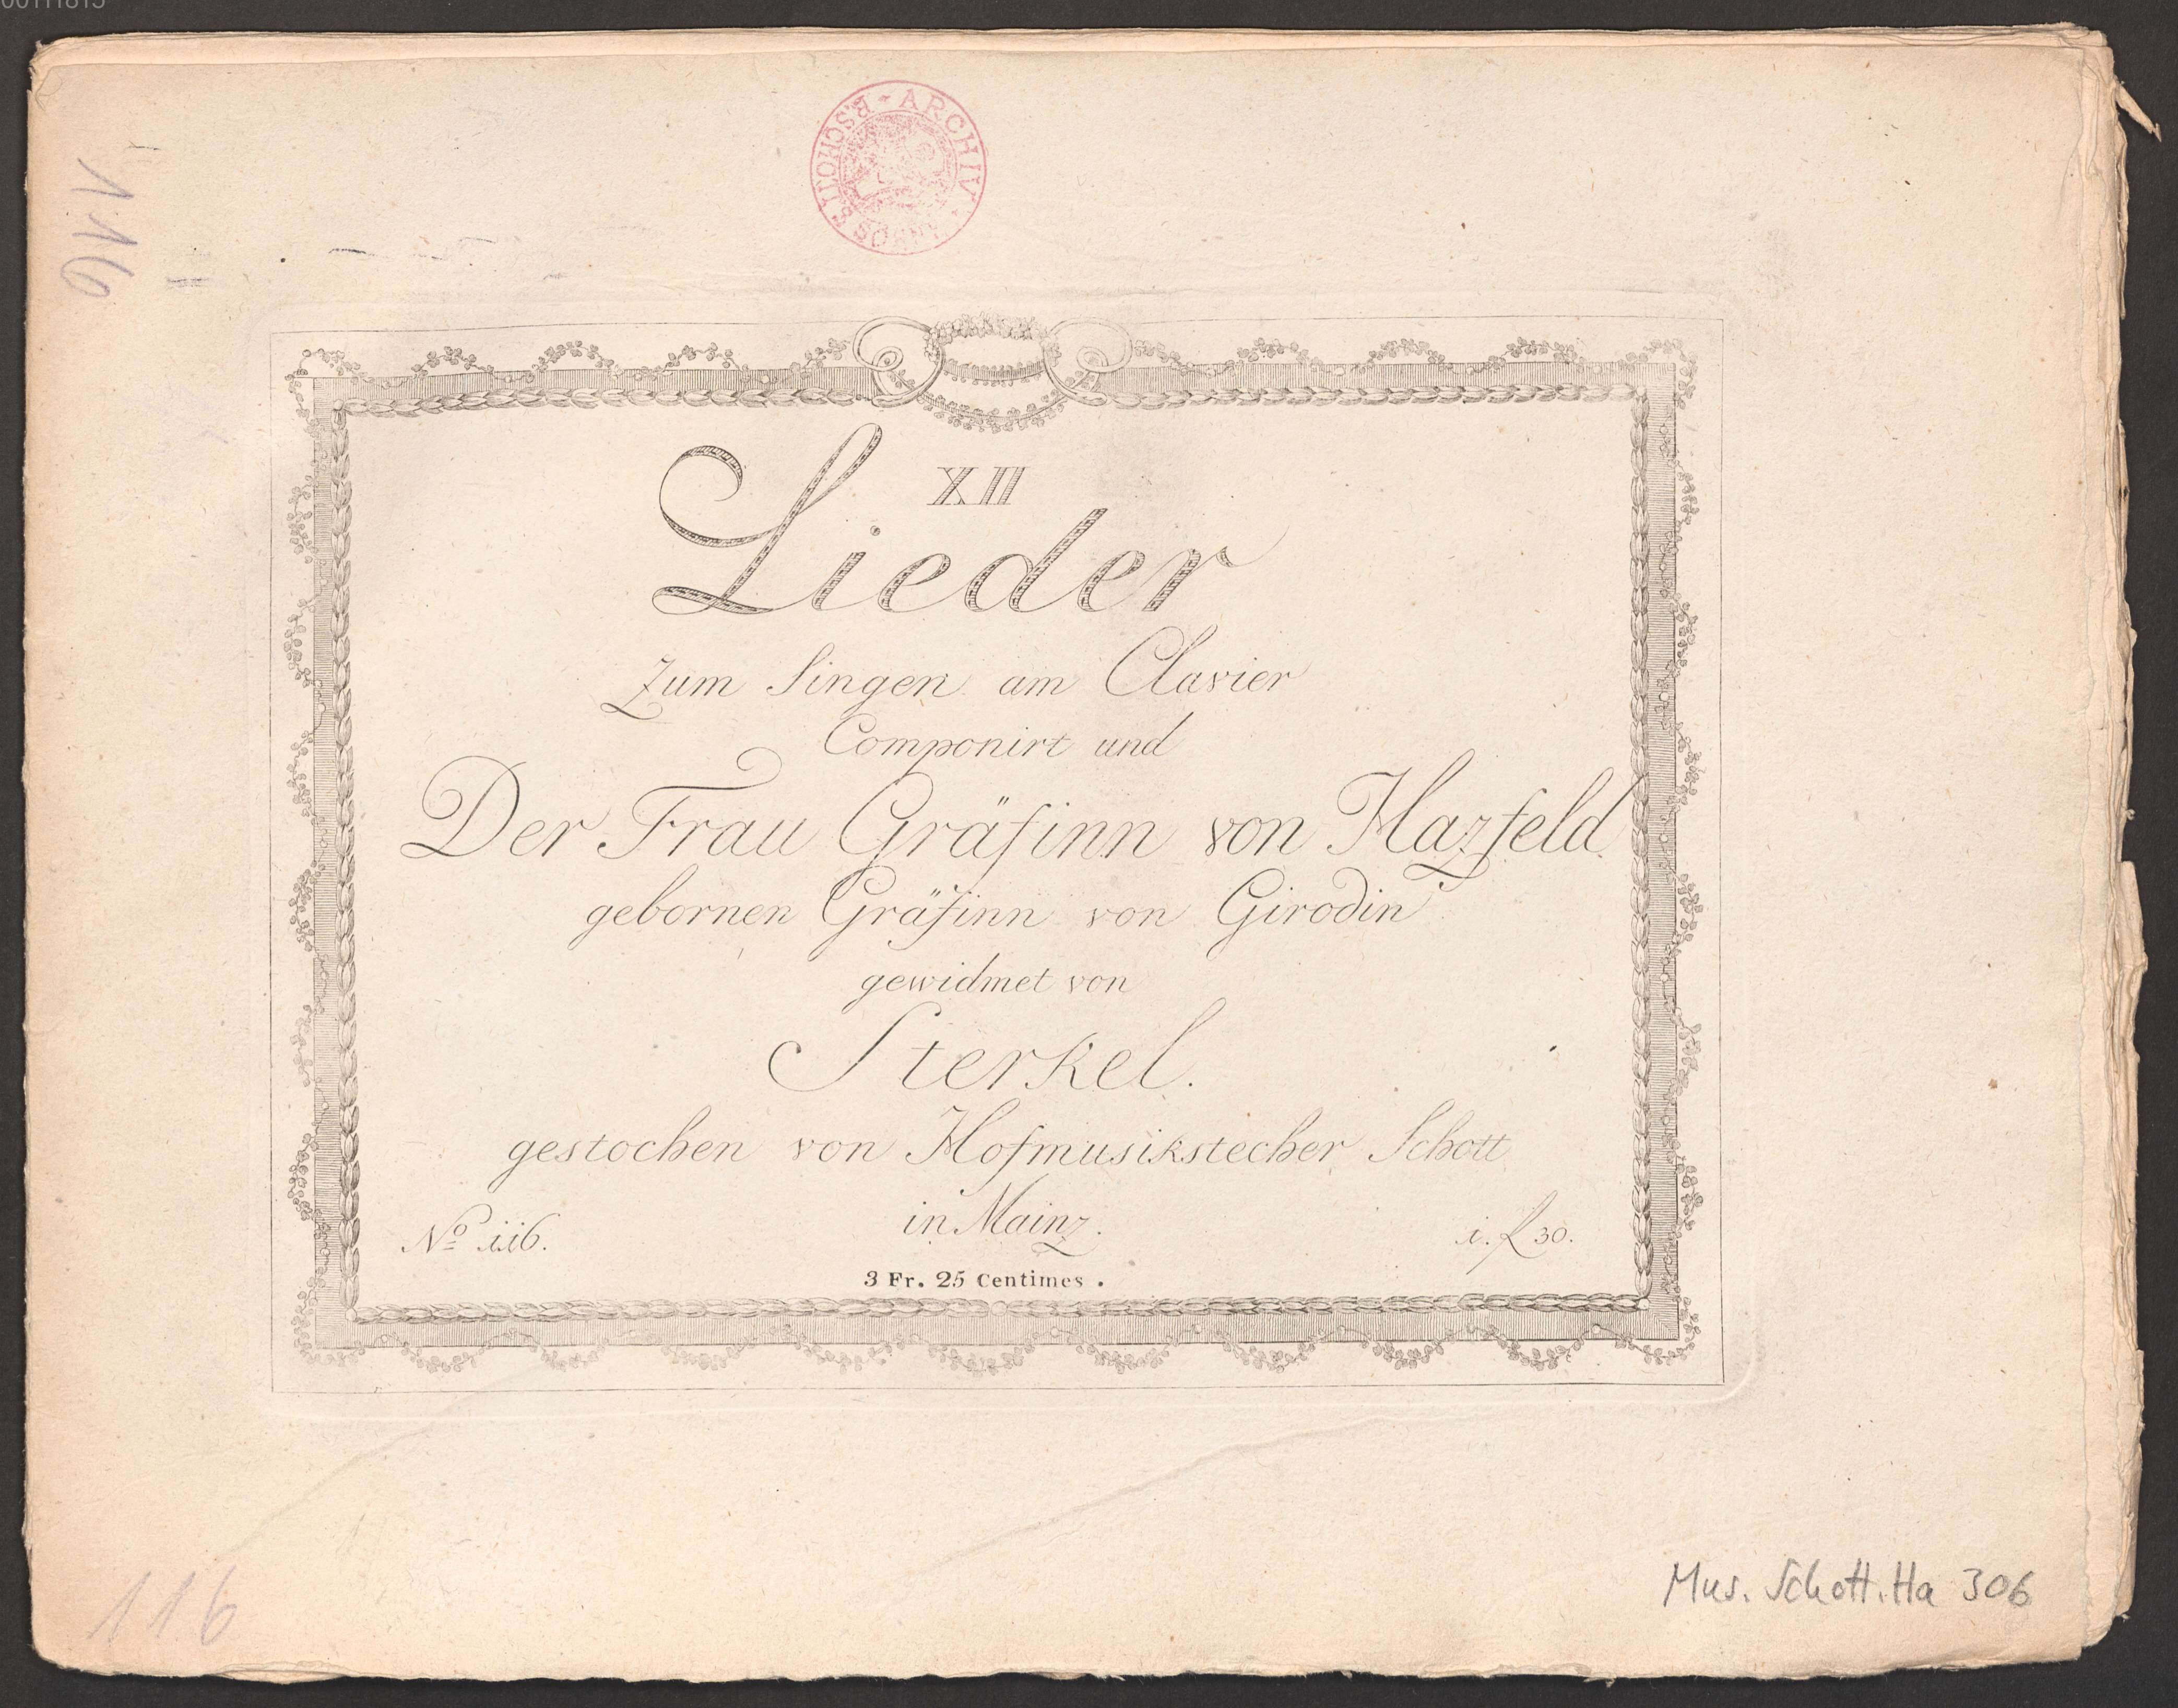 116
B. SCHOTT'S SÖHNE · ARCHIV ·
XII
Lieder
Zum Singen am Clavier
Componirt und
Der Frau Gräfinn von Hazfeld
gebornen Gräfinn von Girodin
gewidmet von
Sterkel.
gestochen von Hofmusikstecher Schott
in Mainz.
No 116.
1. f 30.
3 Fr. 25 Centimes.
116
Mus. Schott. Ha 306